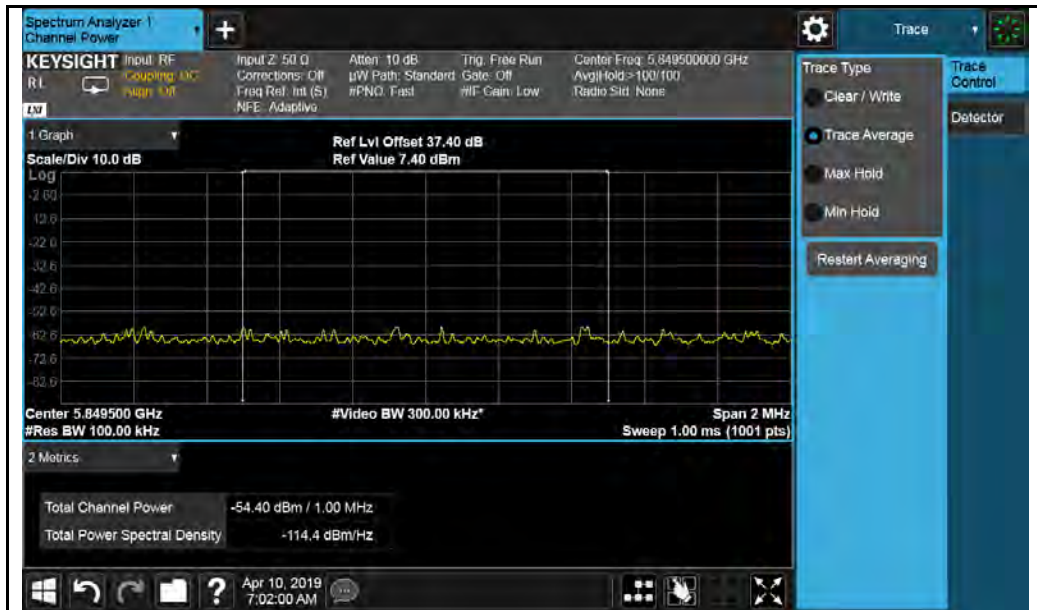 Spectrum Analyzer 1
Channel Power
+
Trace
KEYSIGHT Input: RF
Coupling: DC
Align: Off
RL
LXI
Input Z: 50 Ω
Corrections: Off
Freq Ref: Int (S)
NFE: Adaptive
Atten: 10 dB
µW Path: Standard
#PNO: Fast
Trig: Free Run
Gate: Off
#IF Gain: Low
Center Freq: 5.849500000 GHz
Avg|Hold:>100/100
Radio Std: None
Trace Type
Clear / Write
Trace Average
Max Hold
Min Hold
Restart Averaging
Trace
Control
Detector
1 Graph
Scale/Div 10.0 dB
Ref Lvl Offset 37.40 dB
Ref Value 7.40 dBm
Log
-2.60
-12.6
-22.6
-32.6
-42.6
-52.6
-62.6
-72.6
-82.6
Center 5.849500 GHz
#Video BW 300.00 kHz*
Span 2 MHz
#Res BW 100.00 kHz
Sweep 1.00 ms (1001 pts)
2 Metrics
Total Channel Power -54.40 dBm / 1.00 MHz
Total Power Spectral Density -114.4 dBm/Hz
?
Apr 10, 2019
7:02:00 AM